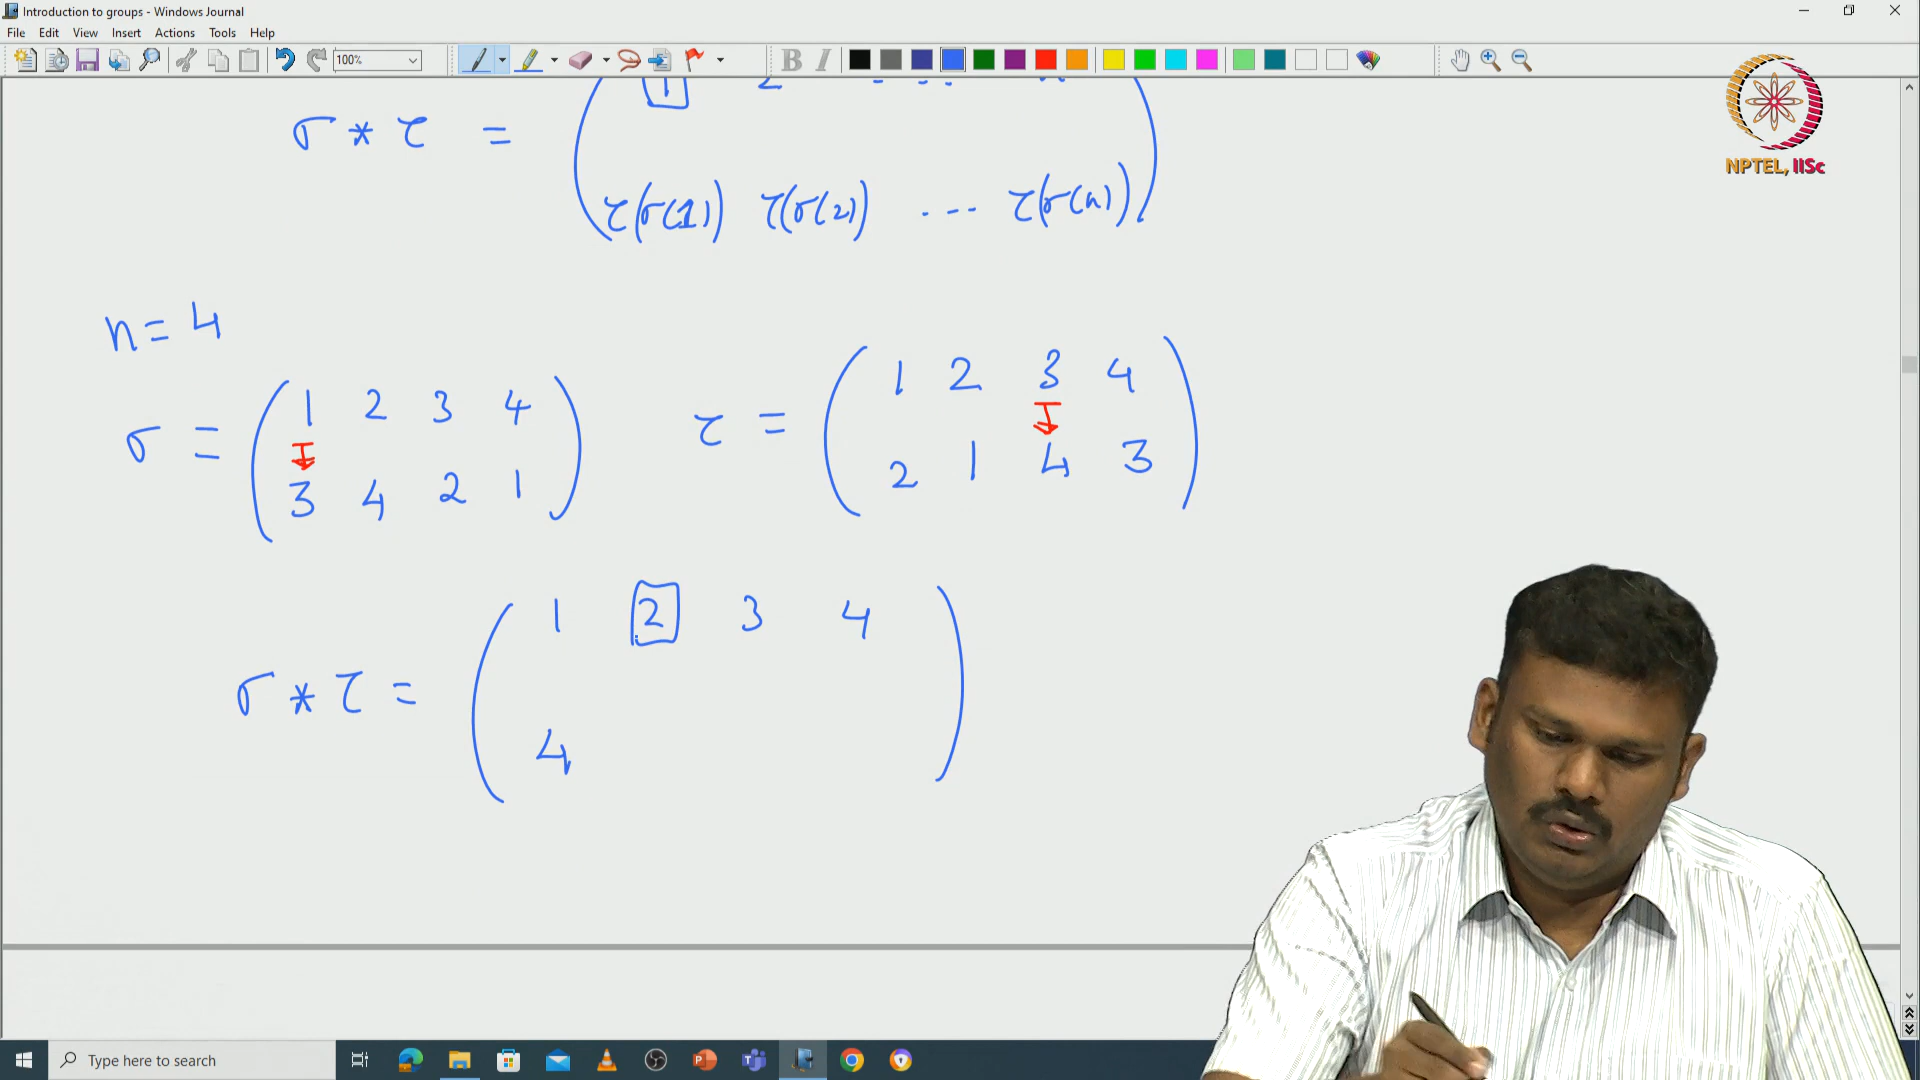 Introduction to groups - Windows Journal
File Edit View Insert Actions Tools Help
100%
B I
1 2 ....
σ * τ =
τ(σ(1)) τ(σ(2)) ... τ(σ(n))
NPTEL, IISc
n = 4
σ = ( 1 2 3 4
3 4 2 1 )
τ = ( 1 2 3 4
2 1 4 3 )
σ * τ = ( 1 2 3 4
4 )
Type here to search